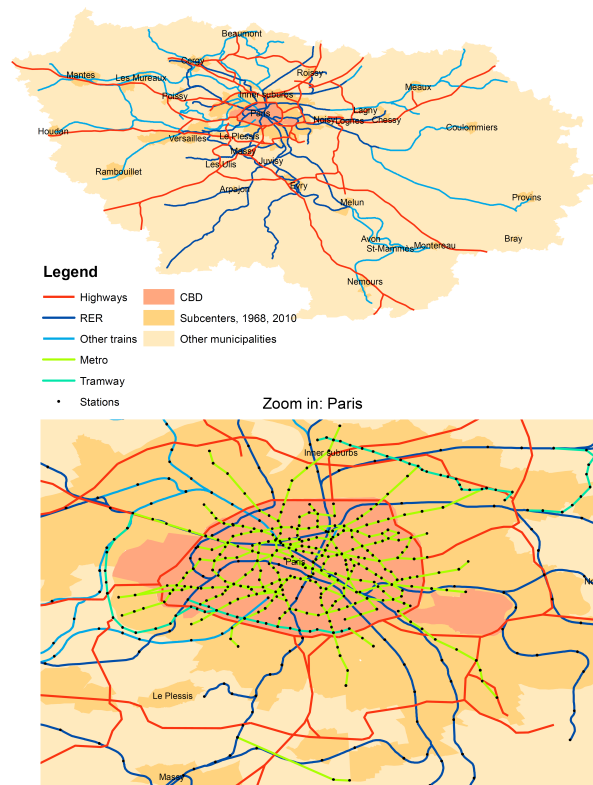 Beaumont
Cergy
Roissy
Mantes
Les Mureaux
Meaux
Poissy
Inner suburbs
Paris
Lagny
Noisy
Lognes
Chessy
Coulommiers
Houdan
Versailles
Le Plessis
Massy
Juvisy
Les Ulis
Rambouillet
Arpajon
Evry
Melun
Provins
Avon
St-Mammès
Montereau
Bray
Nemours
Legend
Highways
CBD
RER
Subcenters, 1968, 2010
Other trains
Other municipalities
Metro
Tramway
Stations
Zoom in: Paris
Inner suburbs
Paris
Le Plessis
Massy